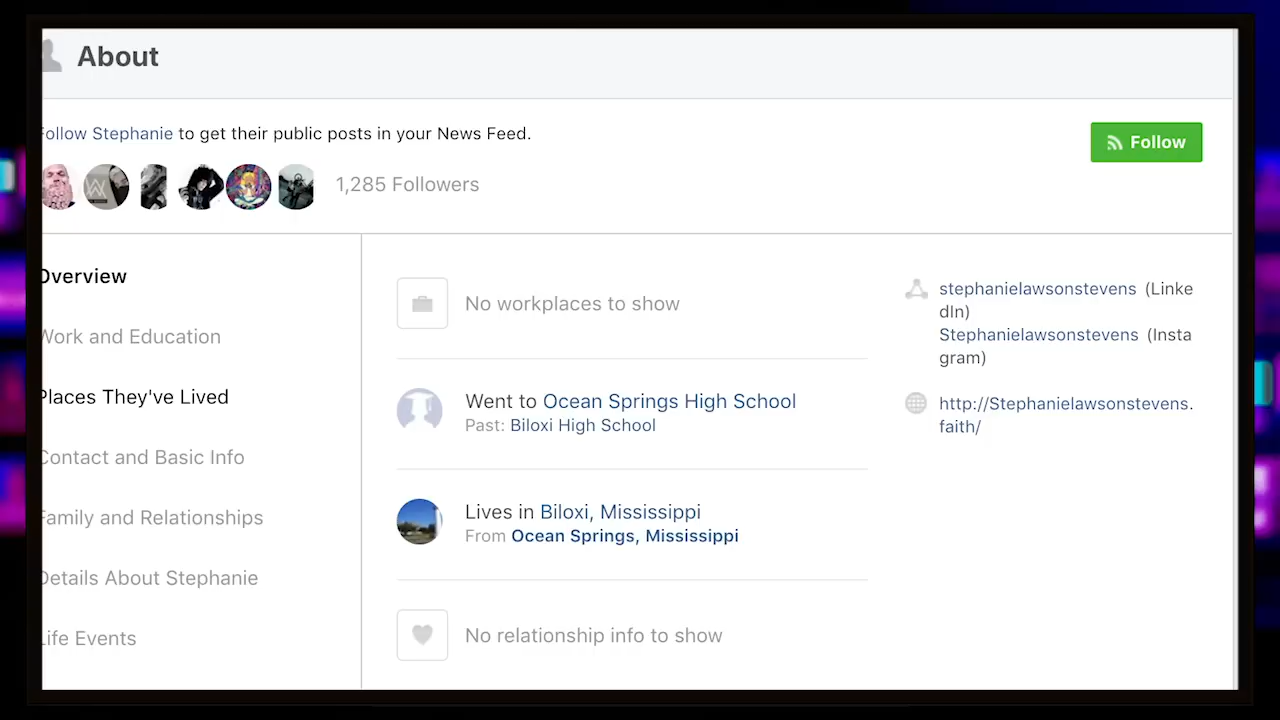 About
Follow Stephanie to get their public posts in your News Feed.
Follow
1,285 Followers
Overview
Work and Education
Places They've Lived
Contact and Basic Info
Family and Relationships
Details About Stephanie
Life Events
No workplaces to show
Went to Ocean Springs High School
Past: Biloxi High School
Lives in Biloxi, Mississippi
From Ocean Springs, Mississippi
No relationship info to show
stephanielawsonstevens (Linke
dIn)
Stephanielawsonstevens (Insta
gram)
http://Stephanielawsonstevens.
faith/